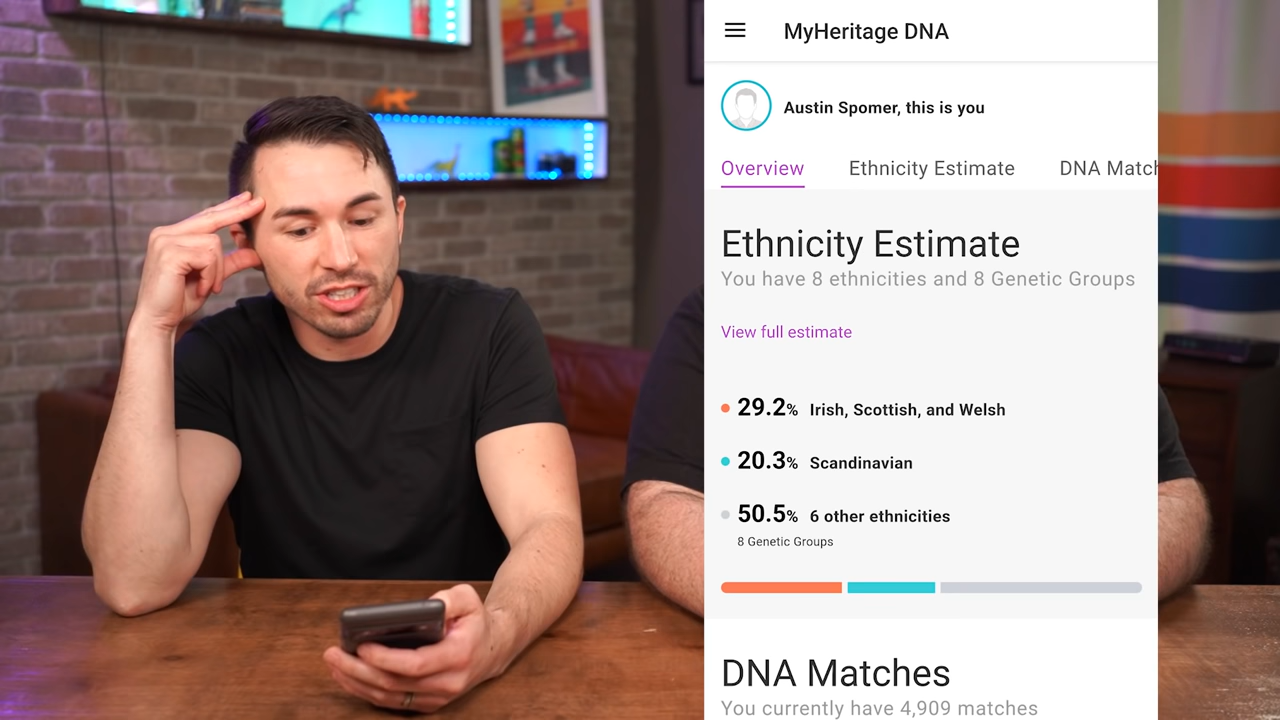 MyHeritage DNA
Austin Spomer, this is you
Overview Ethnicity Estimate DNA Match
Ethnicity Estimate
You have 8 ethnicities and 8 Genetic Groups
View full estimate
29.2% Irish, Scottish, and Welsh
20.3% Scandinavian
50.5% 6 other ethnicities
8 Genetic Groups
DNA Matches
You currently have 4,909 matches